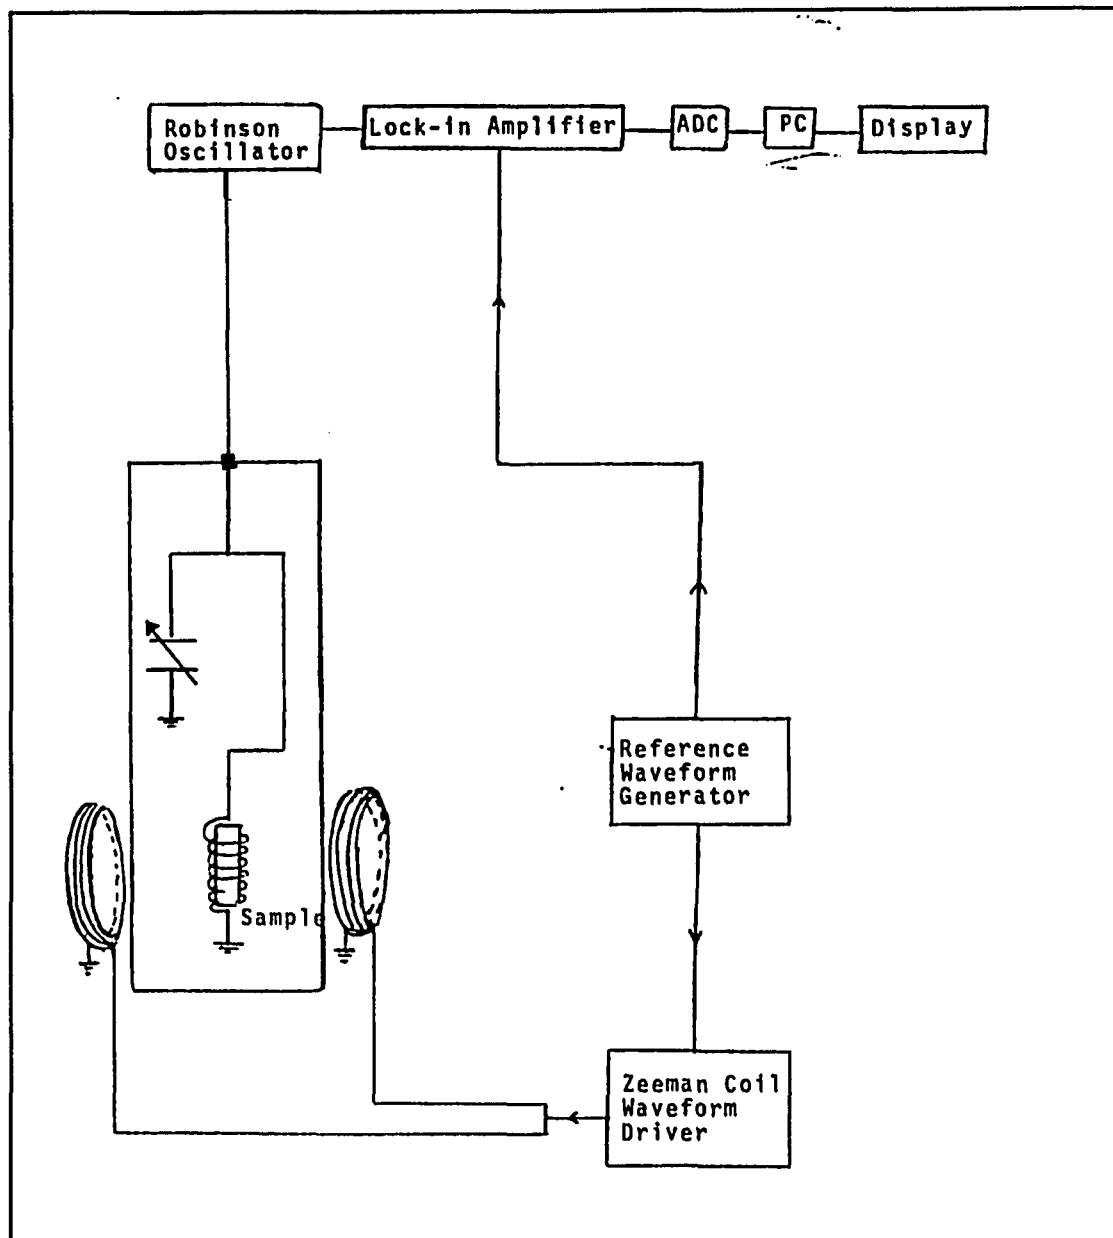 Robinson
Oscillator
Lock-in Amplifier
ADC
PC
Display
Sample
Reference
Waveform
Generator
Zeeman Coil
Waveform
Driver